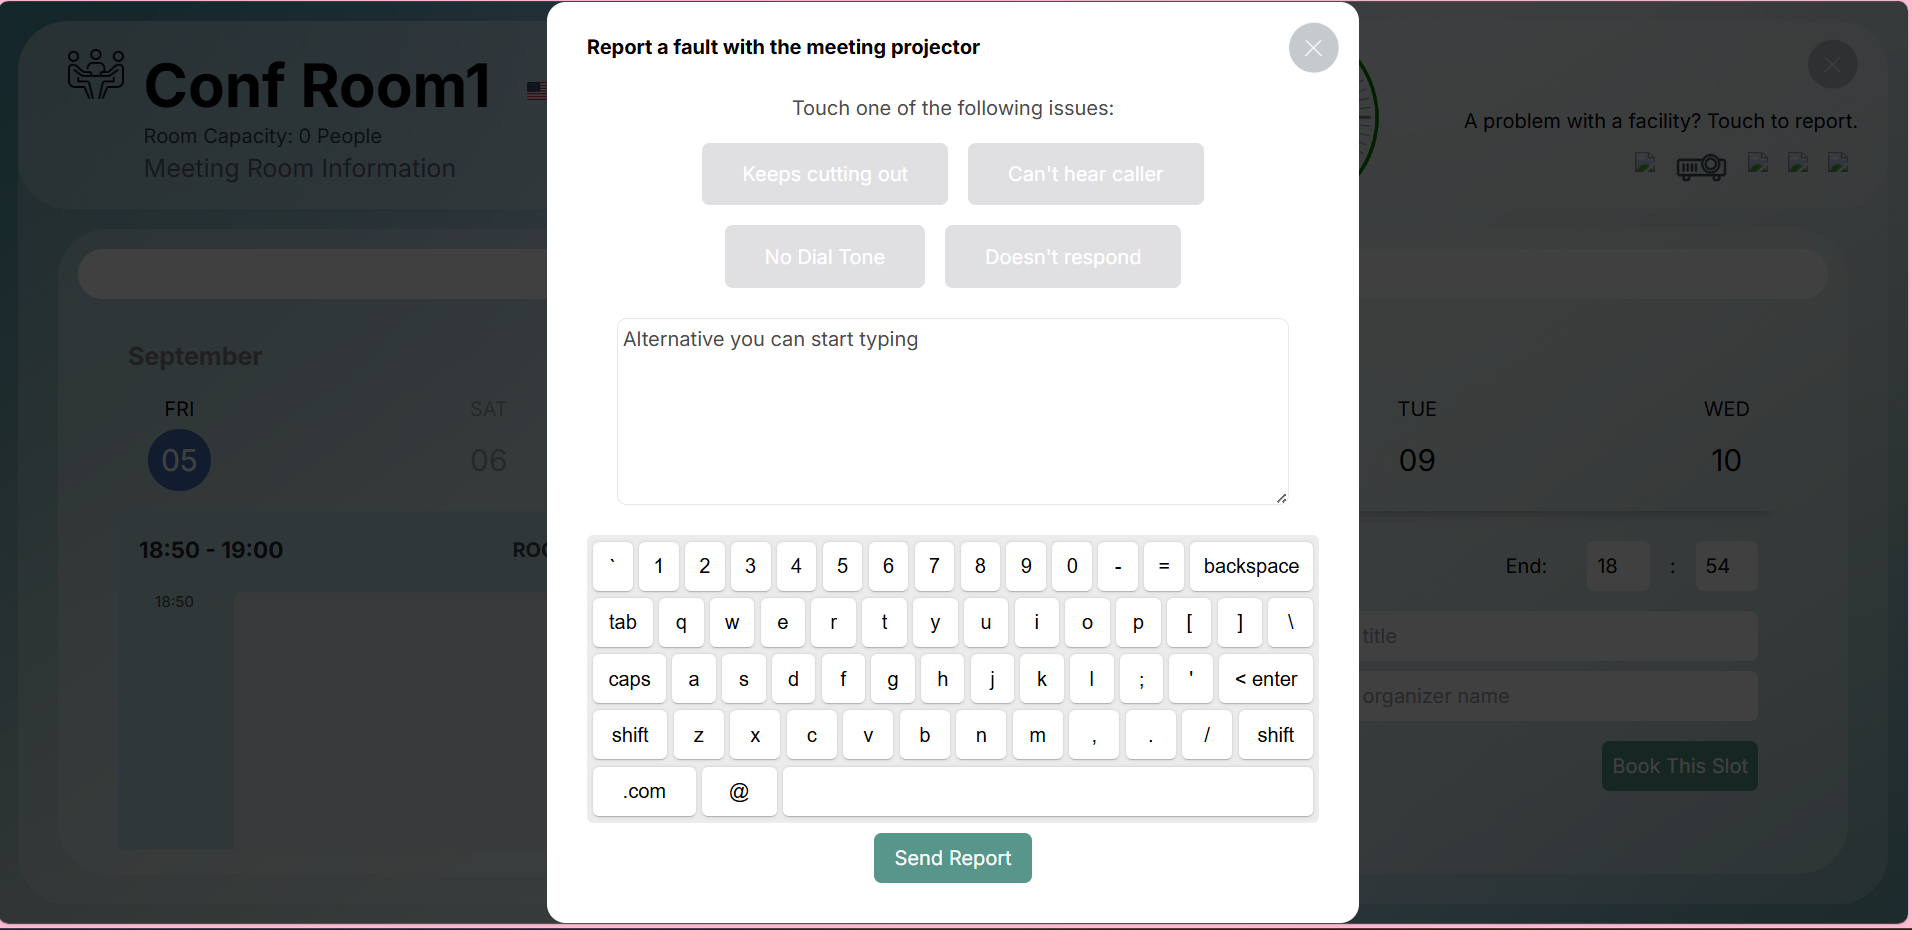 Report a fault with the meeting projector
Touch one of the following issues:
Keeps cutting out
Can't hear caller
No Dial Tone
Doesn't respond
Alternative you can start typing
` 1 2 3 4 5 6 7 8 9 0 - = backspace
tab q w e r t y u i o p [ ] \
caps a s d f g h j k l ; ' < enter
shift z x c v b n m , . / shift
.com @
Send Report
Conf Room1
Room Capacity: 0 People
Meeting Room Information
A problem with a facility? Touch to report.
September
FRI SAT TUE WED
05 06 09 10
18:50 - 19:00
18:50
End: 18 : 54
title
organizer name
Book This Slot